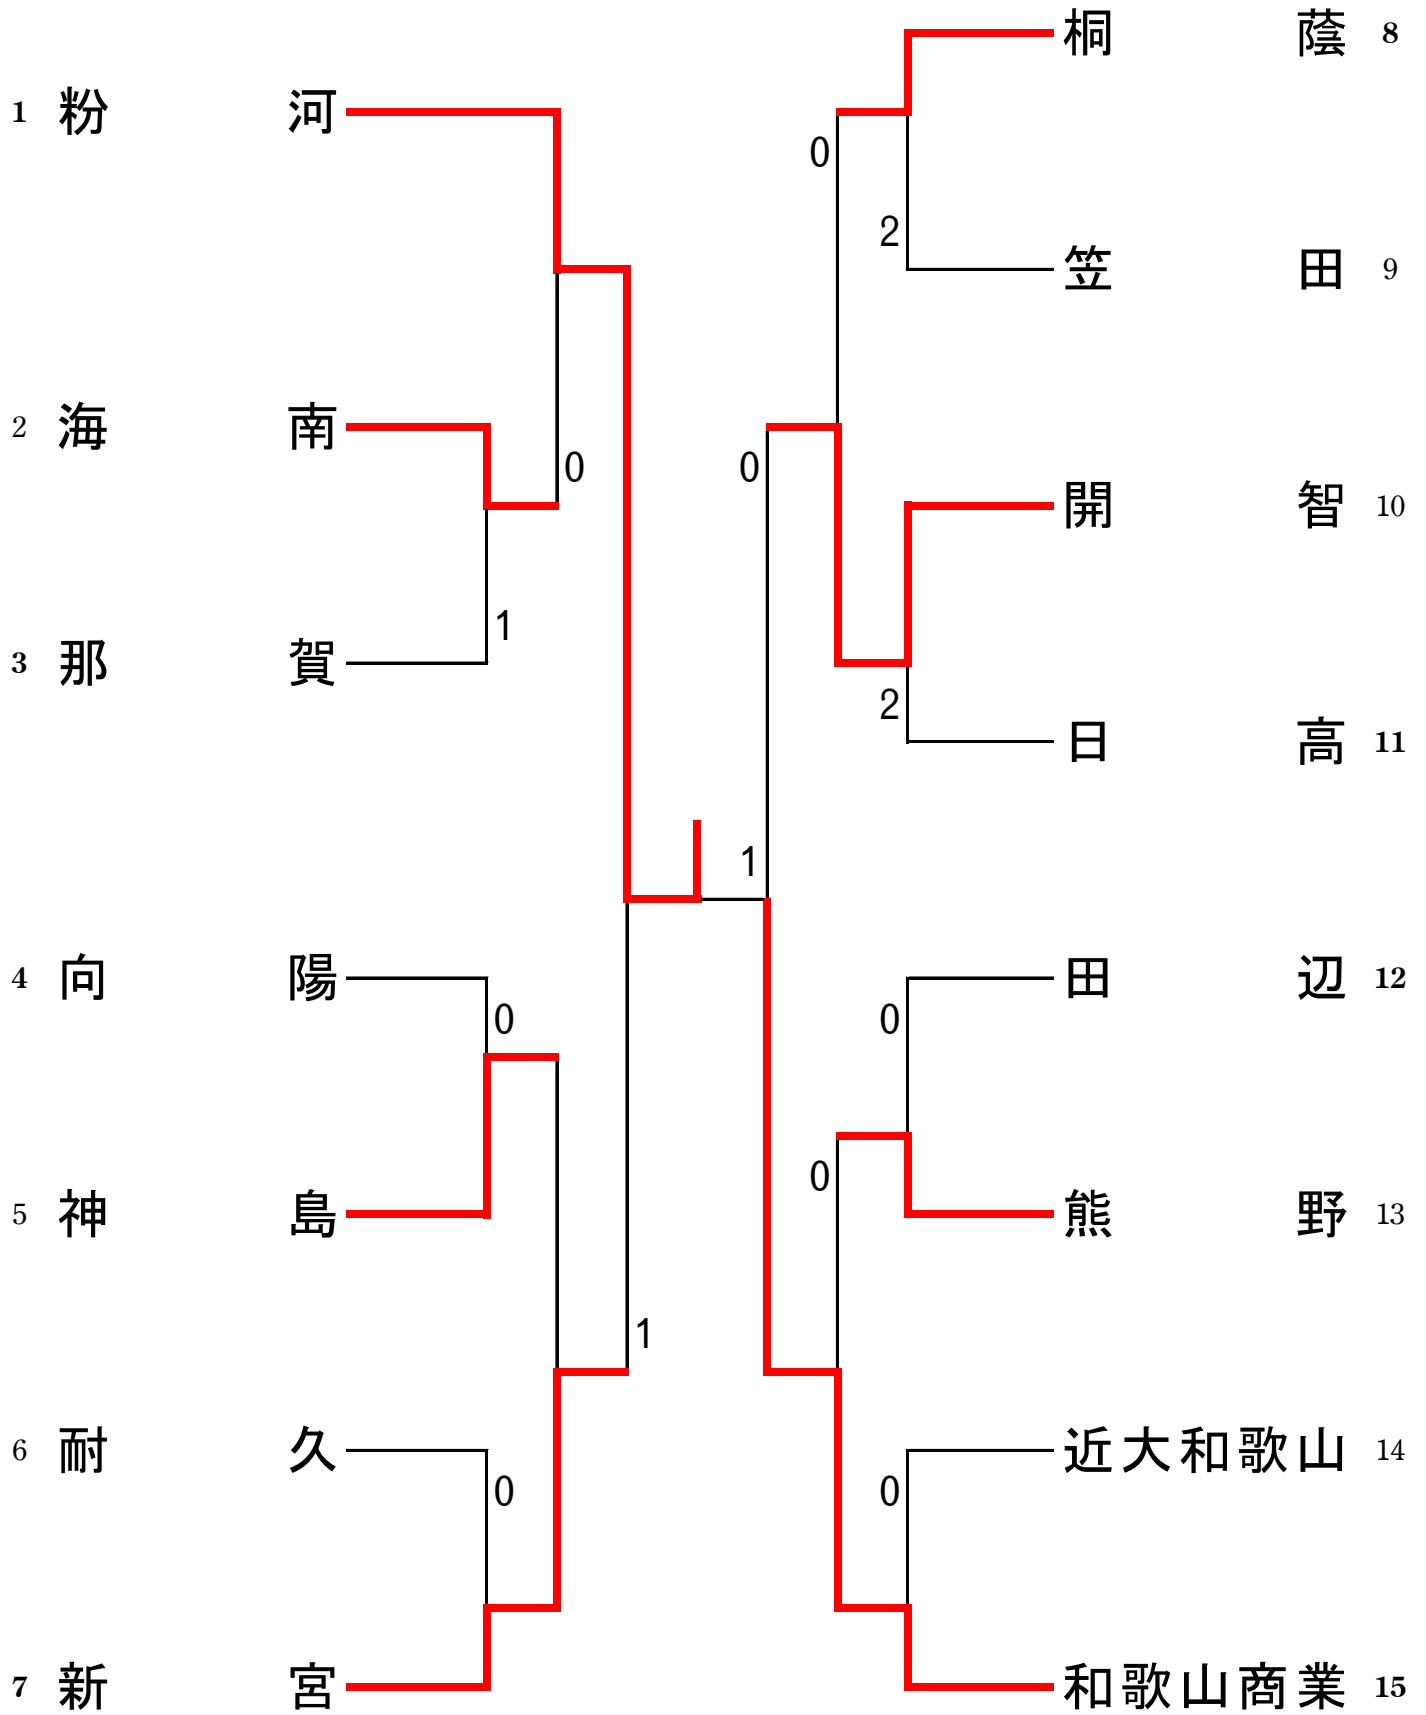 1 粉河
2 海南
0
3 那賀
1
4 向陽
0
5 神島
6 耐久
0
1
7 新宮
桐蔭 8
0
2
笠田 9
0
開智 10
2
日高 11
1
田辺 12
0
熊野 13
0
近大和歌山 14
0
和歌山商業 15